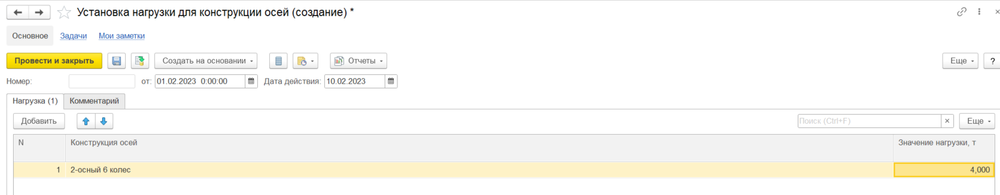 Установка нагрузки для конструкции осей (создание) *
Основное Задачи Мои заметки
Провести и закрыть Создать на основании Отчеты Еще ?
Номер: от: 01.02.2023 0:00:00 Дата действия: 10.02.2023
Нагрузка (1) Комментарий
Добавить Поиск (Ctrl+F) × Еще
N Конструкция осей Значение нагрузки, т
1 2-осный 6 колес 4,000